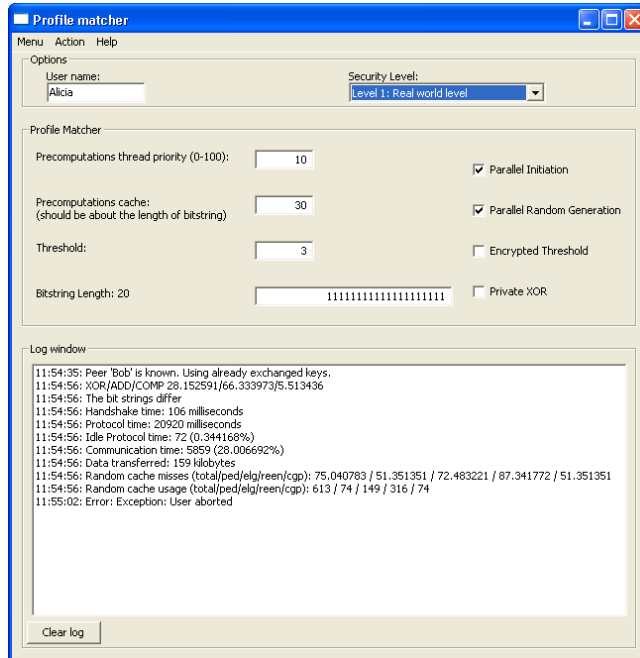 Profile matcher
Menu Action Help
Options
User name:
Security Level:
Alicia
Level 1: Real world level
Profile Matcher
Precomputations thread priority (0-100):
10
Parallel Initiation
Precomputations cache:
(should be about the length of bitstring)
30
Parallel Random Generation
Threshold:
3
Encrypted Threshold
Bitstring Length: 20
11111111111111111111
Private XOR
Log window
11:54:35: Peer 'Bob' is known. Using already exchanged keys.
11:54:56: XOR/ADD/COMP 28.152591/66.333973/5.513436
11:54:56: The bit strings differ
11:54:56: Handshake time: 106 milliseconds
11:54:56: Protocol time: 20920 milliseconds
11:54:56: Idle Protocol time: 72 (0.344168%)
11:54:56: Communication time: 5859 (28.006692%)
11:54:56: Data transferred: 159 kilobytes
11:54:56: Random cache misses (total/ped/elg/reen/cgp): 75.040783 / 51.351351 / 72.483221 / 87.341772 / 51.351351
11:54:56: Random cache usage (total/ped/elg/reen/cgp): 613 / 74 / 149 / 316 / 74
11:55:02: Error: Exception: User aborted
Clear log